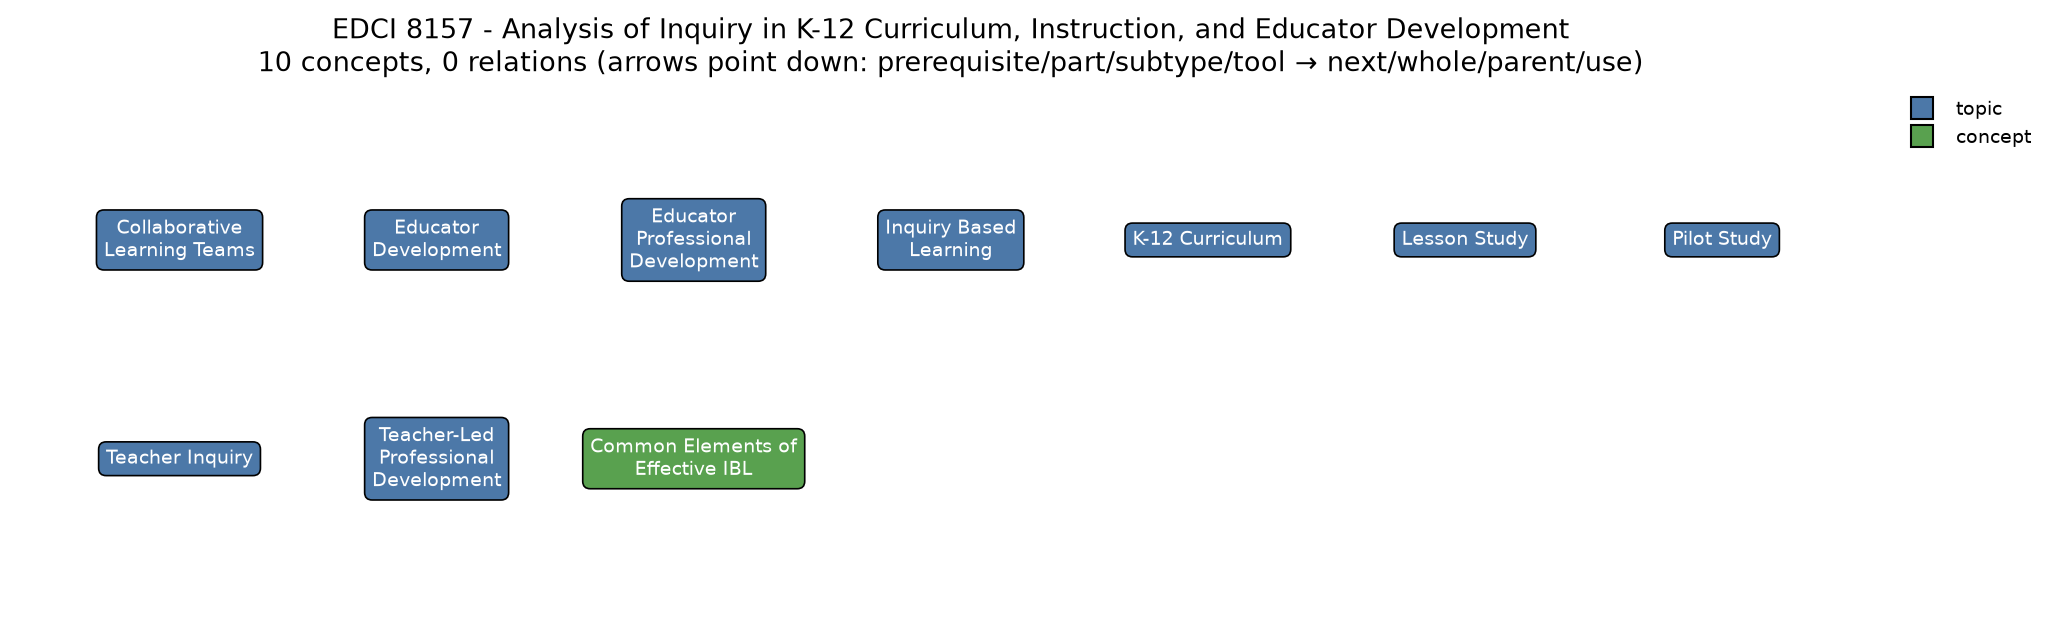 EDCI 8157 - Analysis of Inquiry in K-12 Curriculum, Instruction, and Educator Development
10 concepts, 0 relations (arrows point down: prerequisite/part/subtype/tool → next/whole/parent/use)
topic
concept
Collaborative
Learning Teams
Educator
Development
Educator
Professional
Development
Inquiry Based
Learning
K-12 Curriculum
Lesson Study
Pilot Study
Teacher Inquiry
Teacher-Led
Professional
Development
Common Elements of
Effective IBL